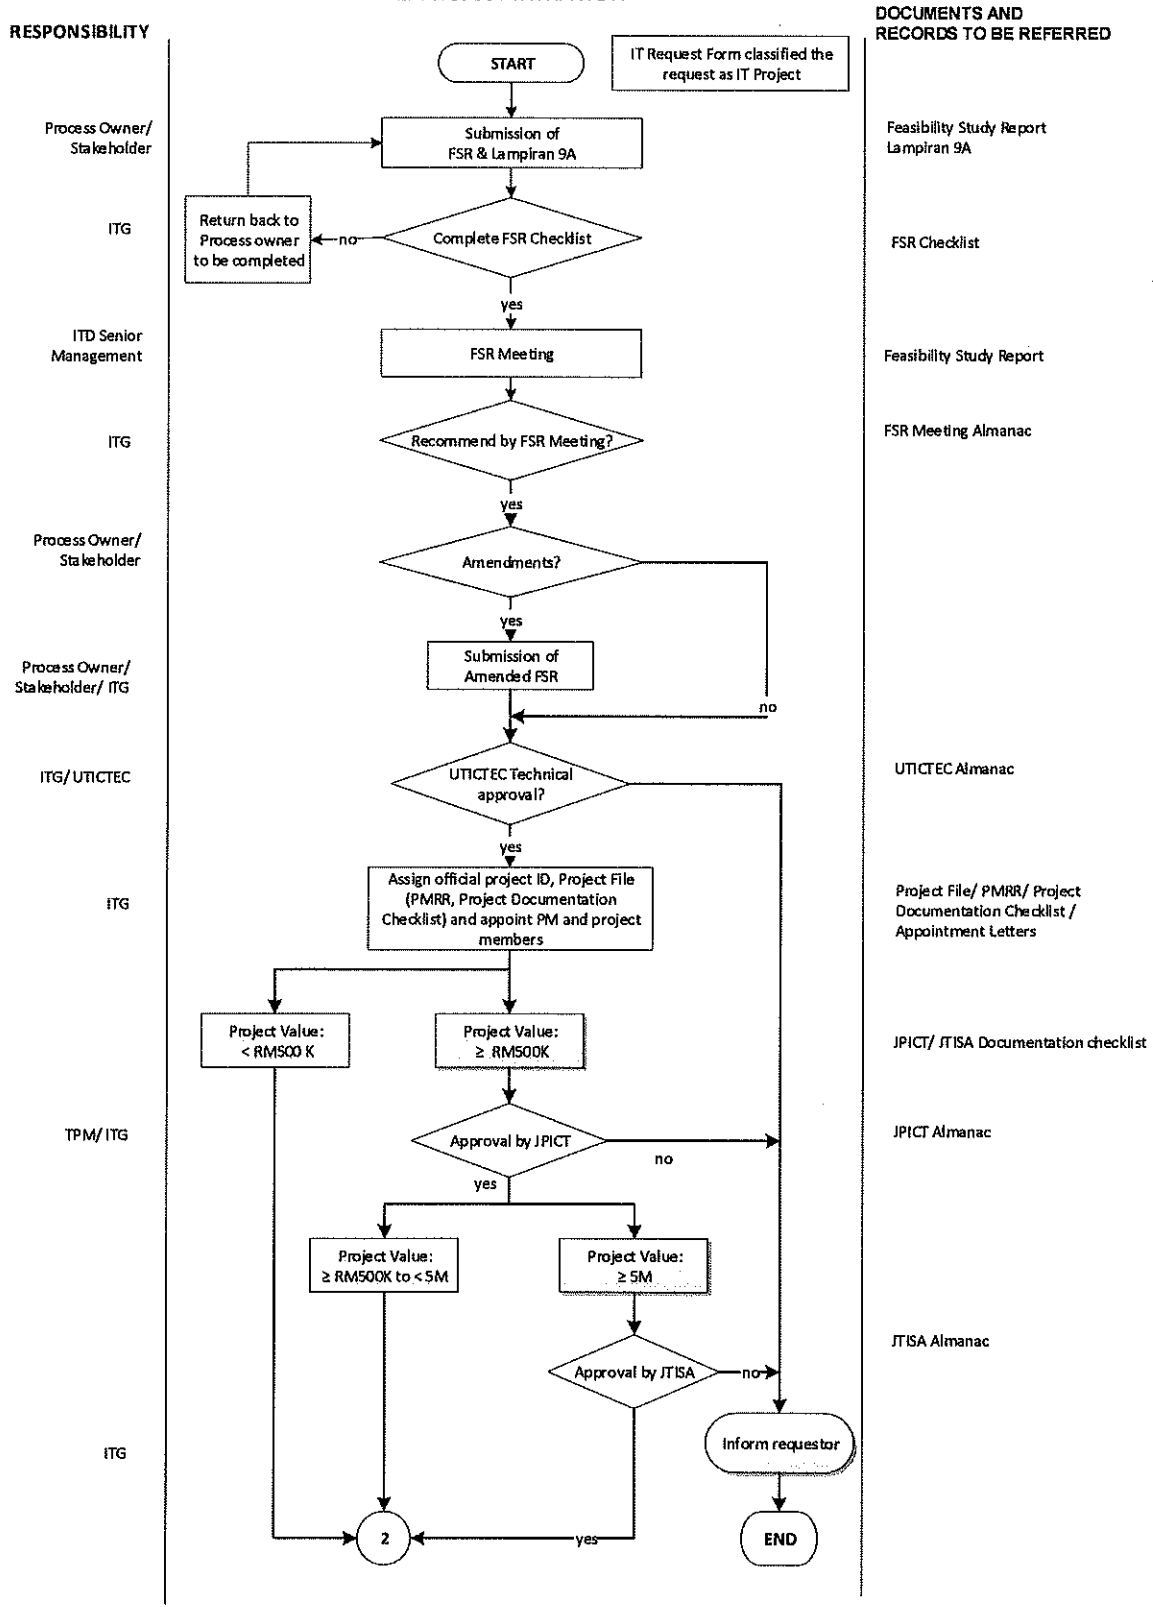 RESPONSIBILITY
DOCUMENTS AND
RECORDS TO BE REFERRED
START
IT Request Form classified the
request as IT Project
Process Owner/
Stakeholder
Submission of
FSR & Lampiran 9A
Feasibility Study Report
Lampiran 9A
ITG
Return back to
Process owner
to be completed
no
Complete FSR Checklist
FSR Checklist
yes
ITD Senior
Management
FSR Meeting
Feasibility Study Report
ITG
Recommend by FSR Meeting?
FSR Meeting Almanac
yes
Process Owner/
Stakeholder
Amendments?
yes
Process Owner/
Stakeholder/ ITG
Submission of
Amended FSR
no
ITG/ UTICTEC
UTICTEC Technical
approval?
UTICTEC Almanac
yes
ITG
Assign official project ID, Project File
(PMRR, Project Documentation
Checklist) and appoint PM and project
members
Project File/ PMRR/ Project
Documentation Checklist /
Appointment Letters
Project Value:
< RM500 K
Project Value:
≥ RM500K
JPICT/ JTISA Documentation checklist
TPM/ ITG
Approval by JPICT
no
JPICT Almanac
yes
Project Value:
≥ RM500K to < 5M
Project Value:
≥ 5M
Approval by JTISA
no
JTISA Almanac
ITG
Inform requestor
2
yes
END